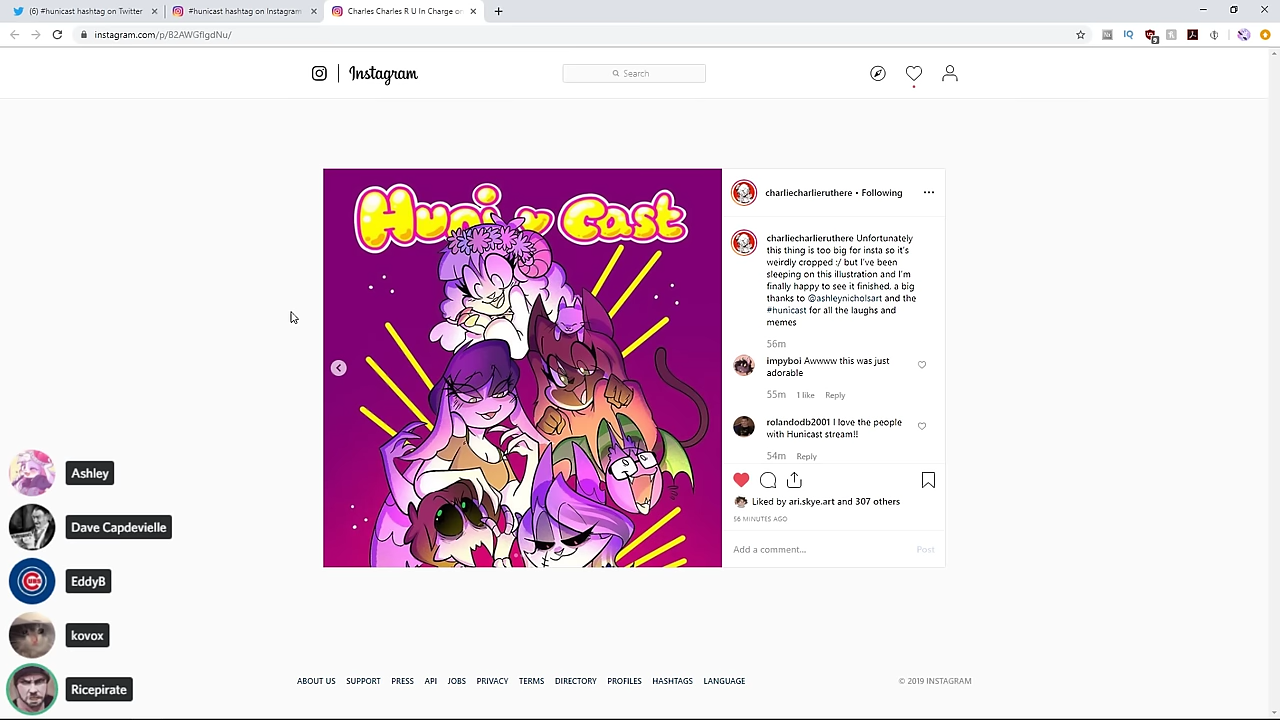 (6) #hunicast hashtag on Twitter
#hunicast hashtag on Instagram
Charles Charles R U In Charge or
instagram.com/p/B2AWGflgdNu/
Instagram
Search
Huni Cast
charliecharlieruthere • Following
charliecharlieruthere Unfortunately
this thing is too big for insta so it's
weirdly cropped :/ but I've been
sleeping on this illustration and I'm
finally happy to see it finished, a big
thanks to @ashleynicholsart and the
#hunicast for all the laughs and
memes
56m
impyboi Awwww this was just
adorable
55m 1 like Reply
rolandodb2001 I love the people
with Hunicast stream!!
54m Reply
Liked by ari.skye.art and 307 others
56 MINUTES AGO
Add a comment... Post
Ashley
Dave Capdevielle
CUBS
EddyB
kovox
Ricepirate
ABOUT US SUPPORT PRESS API JOBS PRIVACY TERMS DIRECTORY PROFILES HASHTAGS LANGUAGE
© 2019 INSTAGRAM